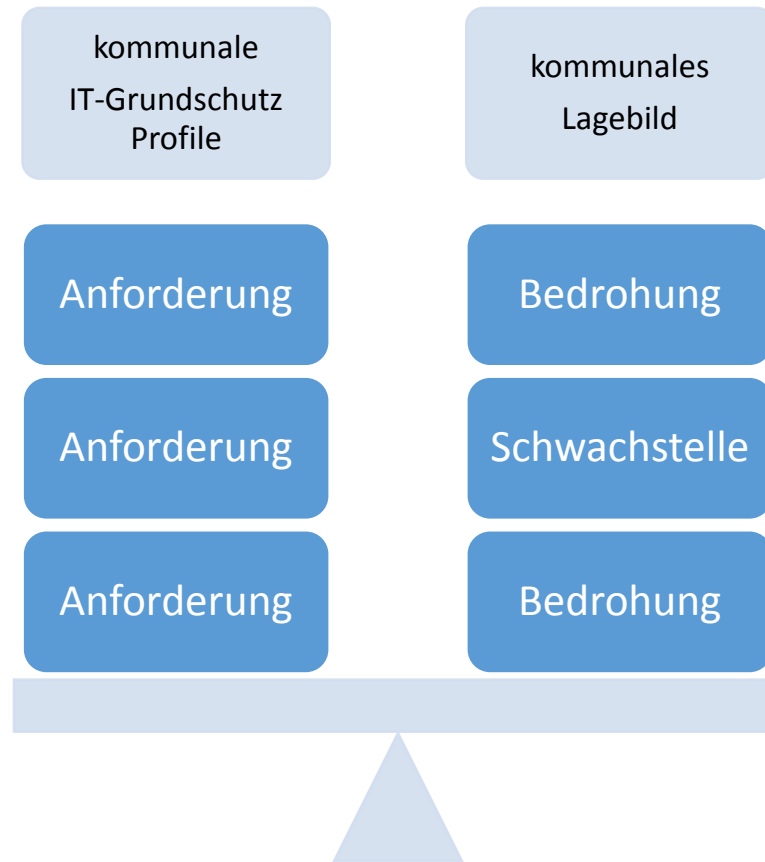 kommunale
IT-Grundschutz
Profile
Anforderung
Anforderung
Anforderung
kommunales
Lagebild
Bedrohung
Schwachstelle
Bedrohung